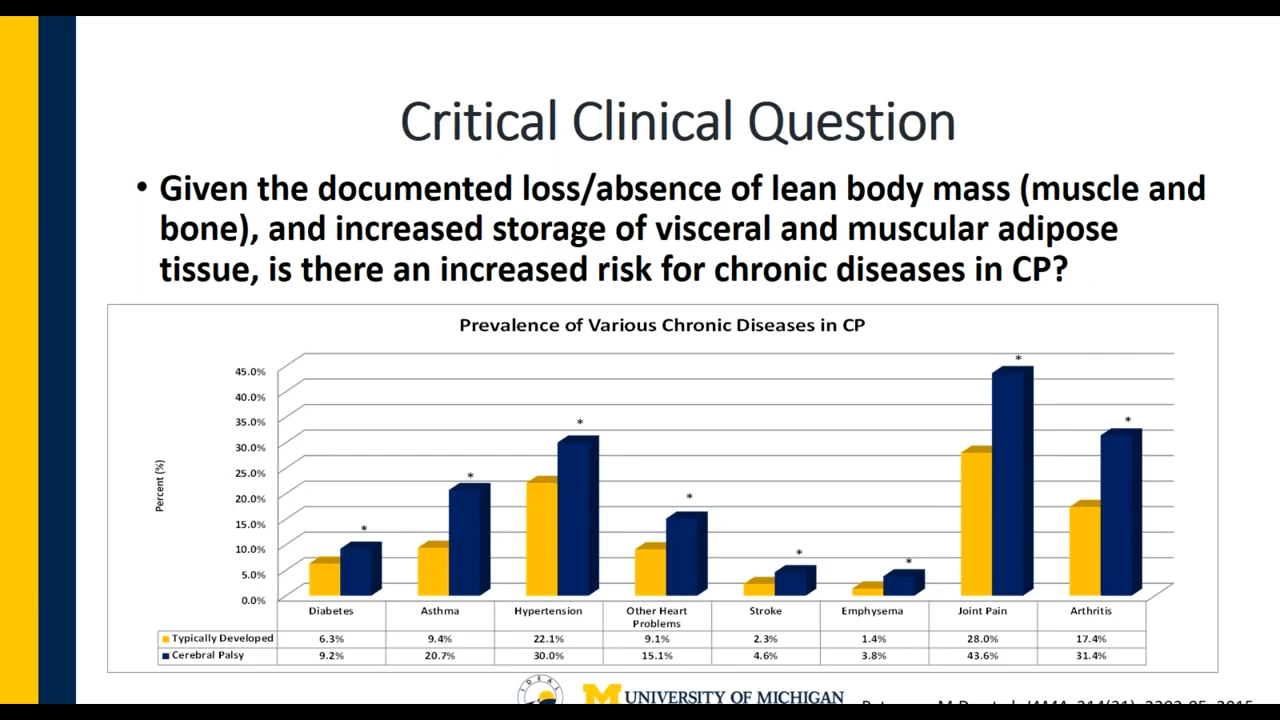 Critical Clinical Question
• Given the documented loss/absence of lean body mass (muscle and
bone), and increased storage of visceral and muscular adipose
tissue, is there an increased risk for chronic diseases in CP?
Prevalence of Various Chronic Diseases in CP
Percent (%)
45.0%
40.0%
35.0%
30.0%
25.0%
20.0%
15.0%
10.0%
5.0%
0.0%
* * * * * * * *
Diabetes Asthma Hypertension Other Heart Problems Stroke Emphysema Joint Pain Arthritis
Typically Developed 6.3% 9.4% 22.1% 9.1% 2.3% 1.4% 28.0% 17.4%
Cerebral Palsy 9.2% 20.7% 30.0% 15.1% 4.6% 3.8% 43.6% 31.4%
IDEAL
M UNIVERSITY OF MICHIGAN